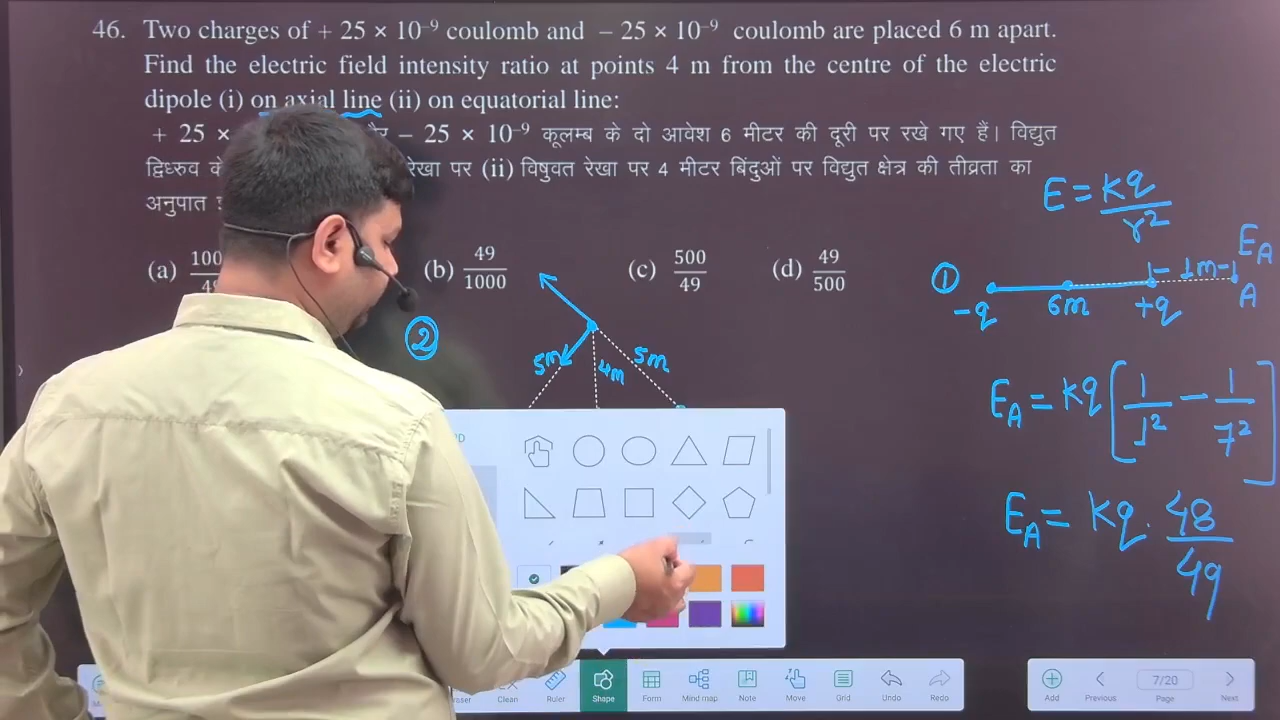 46. Two charges of + 25 × 10⁻⁹ coulomb and – 25 × 10⁻⁹ coulomb are placed 6 m apart.
Find the electric field intensity ratio at points 4 m from the centre of the electric
dipole (i) on axial line (ii) on equatorial line:
+ 25 × – 25 × 10⁻⁹ कूलम्ब के दो आवेश 6 मीटर की दूरी पर रखे गए हैं। विद्युत
द्विध्रुव रेखा पर (ii) विषुवत रेखा पर 4 मीटर बिंदुओं पर विद्युत क्षेत्र की तीव्रता का
अनुपात
(a) (b) 49/1000 (c) 500/49 (d) 49/500
E = kq/r²
① -q 6m +q 1m A E_A
② 5m 4m 5m
E_A = kq [1/1² − 1/7²]
E_A = kq · 48/49
Clean Ruler Shape Form Mind map Note Move Grid Undo Redo
Add Previous 7/20 Page Next